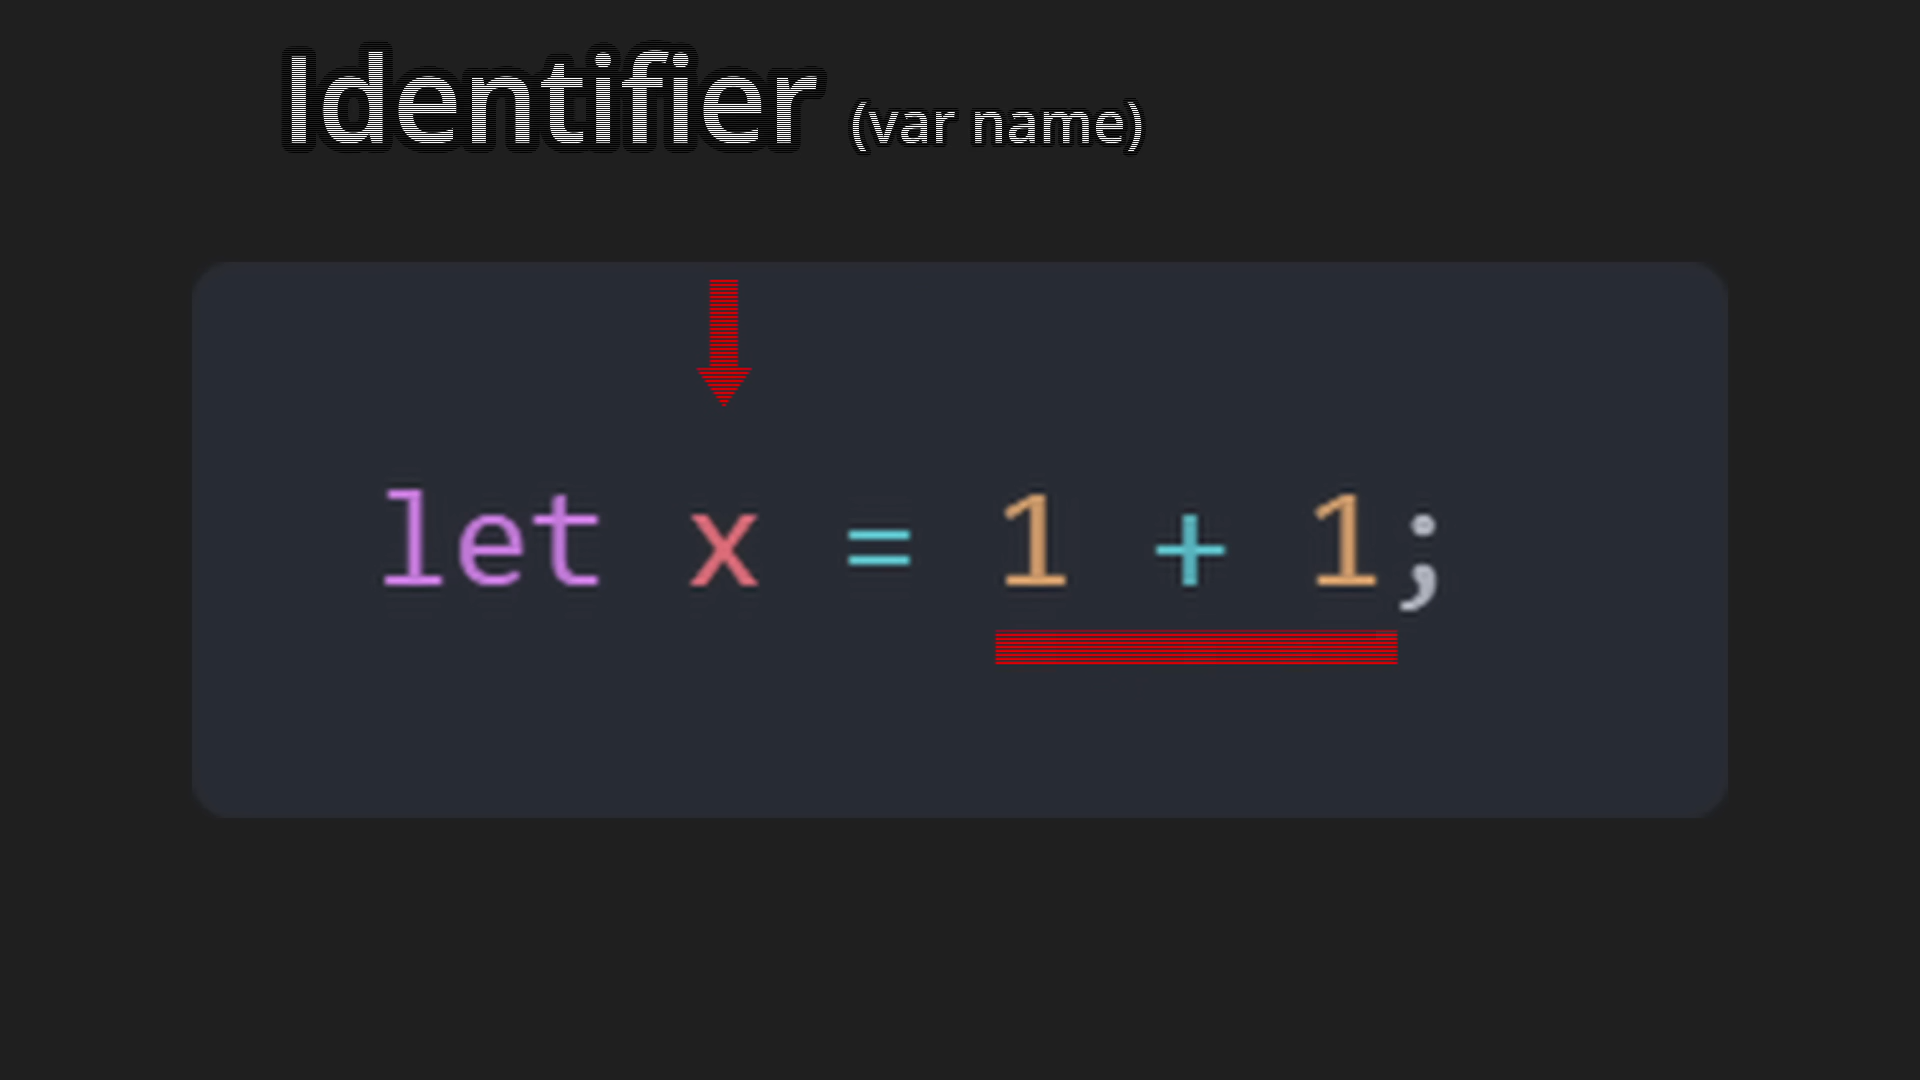 Identifier (var name)
let x = 1 + 1;